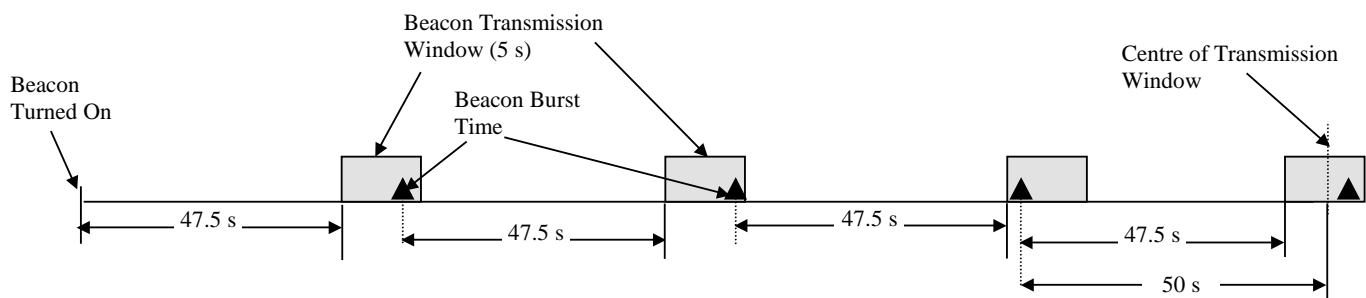 Beacon Transmission
Window (5 s)
Centre of Transmission
Window
Beacon
Turned On
Beacon Burst
Time
47.5 s
47.5 s
47.5 s
47.5 s
50 s